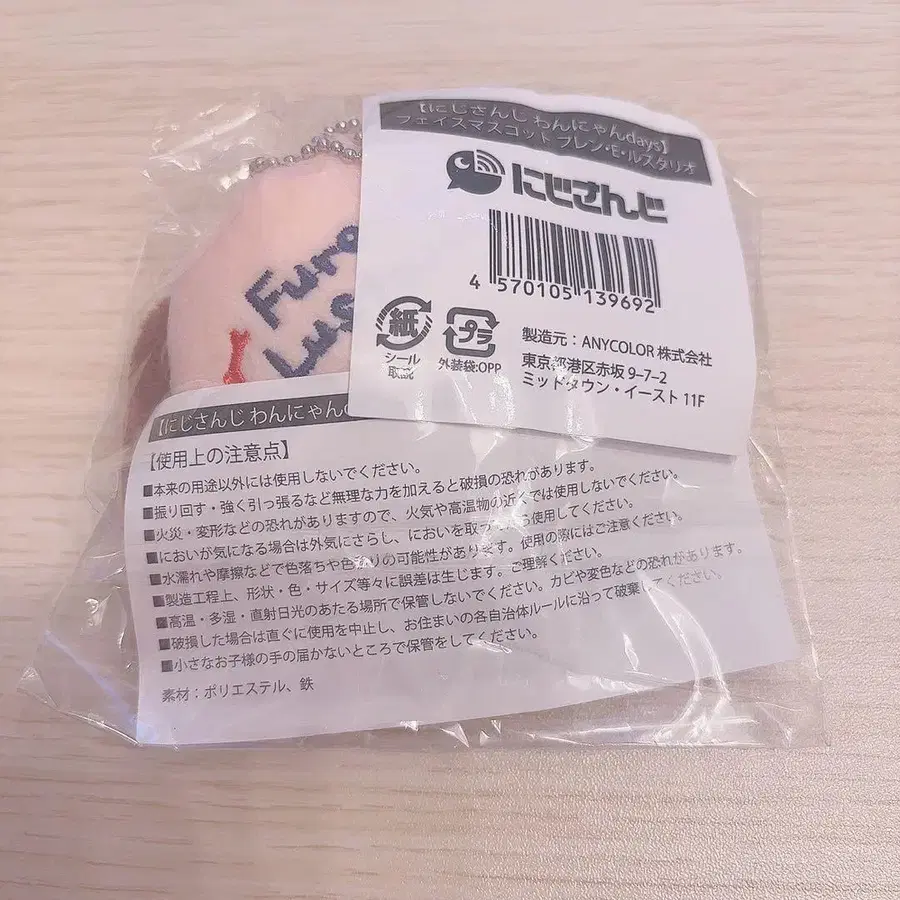 【にじさんじ わんにゃんdays】
フェイスマスコット フレン・E・ルスタリオ
にじさんじ
4 570105 139692
紙
シール
取説
プラ
外装袋:OPP
製造元：ANYCOLOR 株式会社
東京都港区赤坂 9-7-2
ミッドタウン・イースト 11F
Fur
Lus
【にじさんじ わんにゃん
【使用上の注意点】
■本来の用途以外には使用しないでください。
■振り回す・強く引っ張るなど無理な力を加えると破損の恐れがあります。
■火災・変形などの恐れがありますので、火気や高温物の近くでは使用しないでください。
■においが気になる場合は外気にさらし、においを取ってから使用してください。
■水濡れや摩擦などで色落ちや色移りの可能性があります。使用の際にはご注意ください。
■製造工程上、形状・色・サイズ等々に誤差は生じます。ご理解ください。
■高温・多湿・直射日光のあたる場所で保管しないでください。カビや変色などの恐れがあります。
■破損した場合は直ぐに使用を中止し、お住まいの各自治体ルールに沿って破棄してください。
■小さなお子様の手の届かないところで保管をしてください。
素材：ポリエステル、鉄